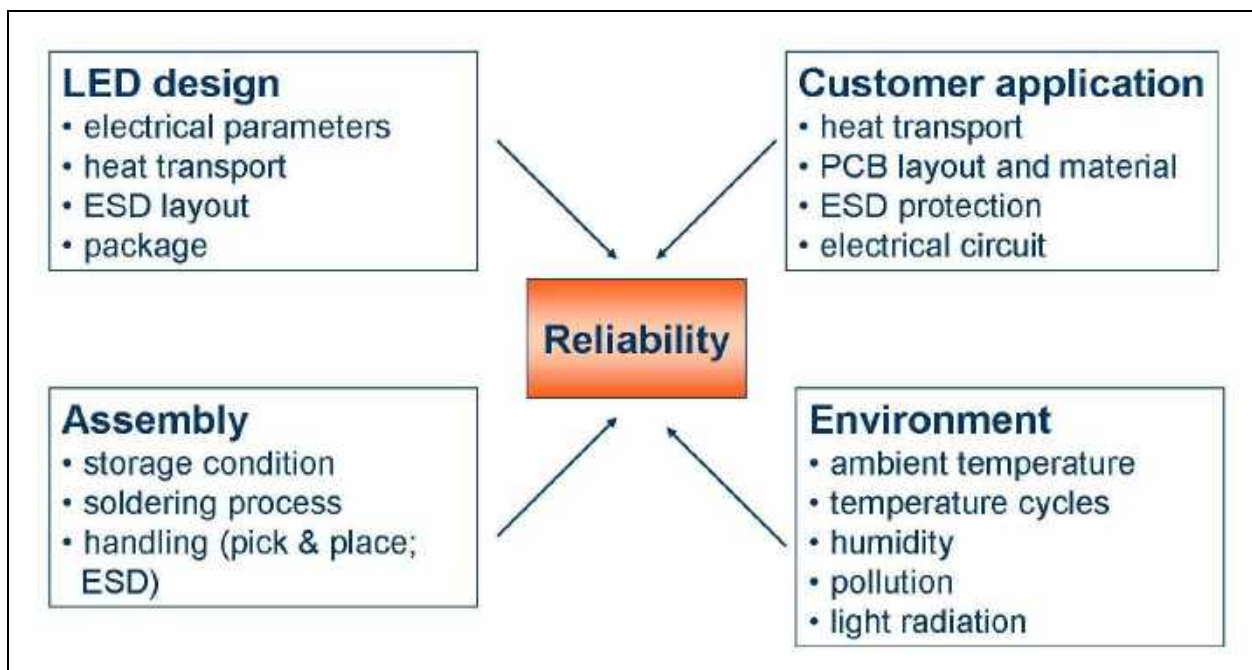 LED design
• electrical parameters
• heat transport
• ESD layout
• package
Customer application
• heat transport
• PCB layout and material
• ESD protection
• electrical circuit
Reliability
Assembly
• storage condition
• soldering process
• handling (pick & place;
ESD)
Environment
• ambient temperature
• temperature cycles
• humidity
• pollution
• light radiation